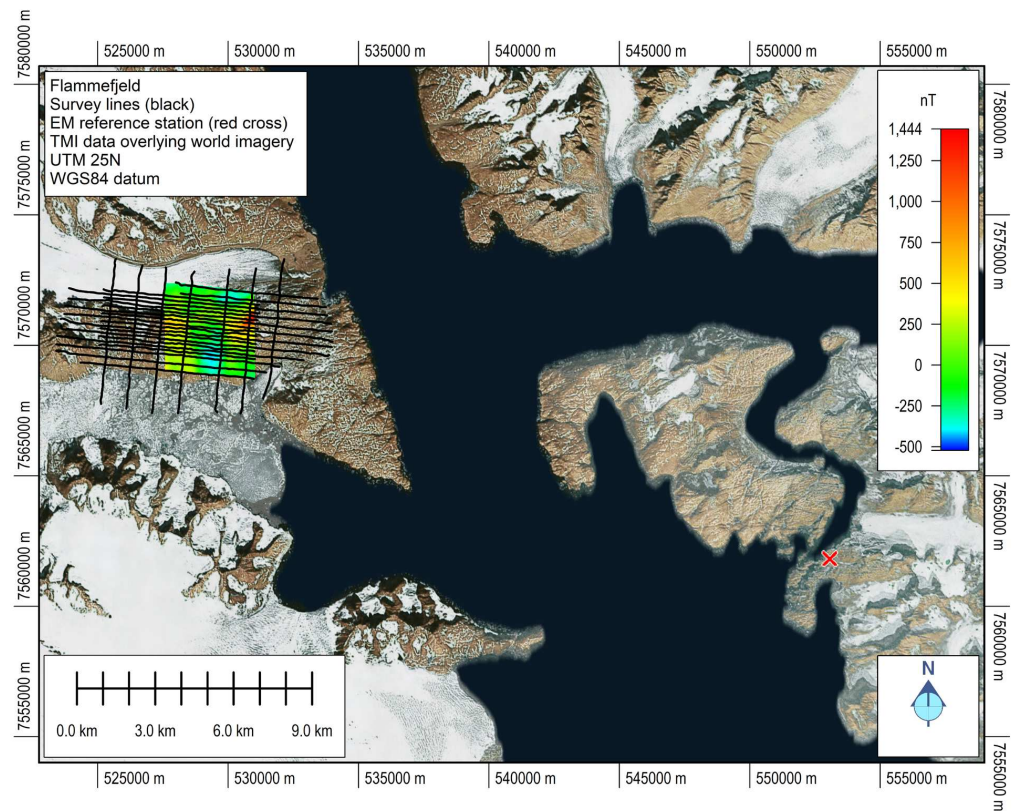 525000 m
530000 m
535000 m
540000 m
545000 m
550000 m
555000 m
7580000 m
7575000 m
7570000 m
7565000 m
7560000 m
7555000 m
Flammefjeld
Survey lines (black)
EM reference station (red cross)
TMI data overlying world imagery
UTM 25N
WGS84 datum
nT
1,444
1,250
1,000
750
500
250
0
-250
-500
7580000 m
7575000 m
7570000 m
7565000 m
7560000 m
7555000 m
0.0 km
3.0 km
6.0 km
9.0 km
N
525000 m
530000 m
535000 m
540000 m
545000 m
550000 m
555000 m